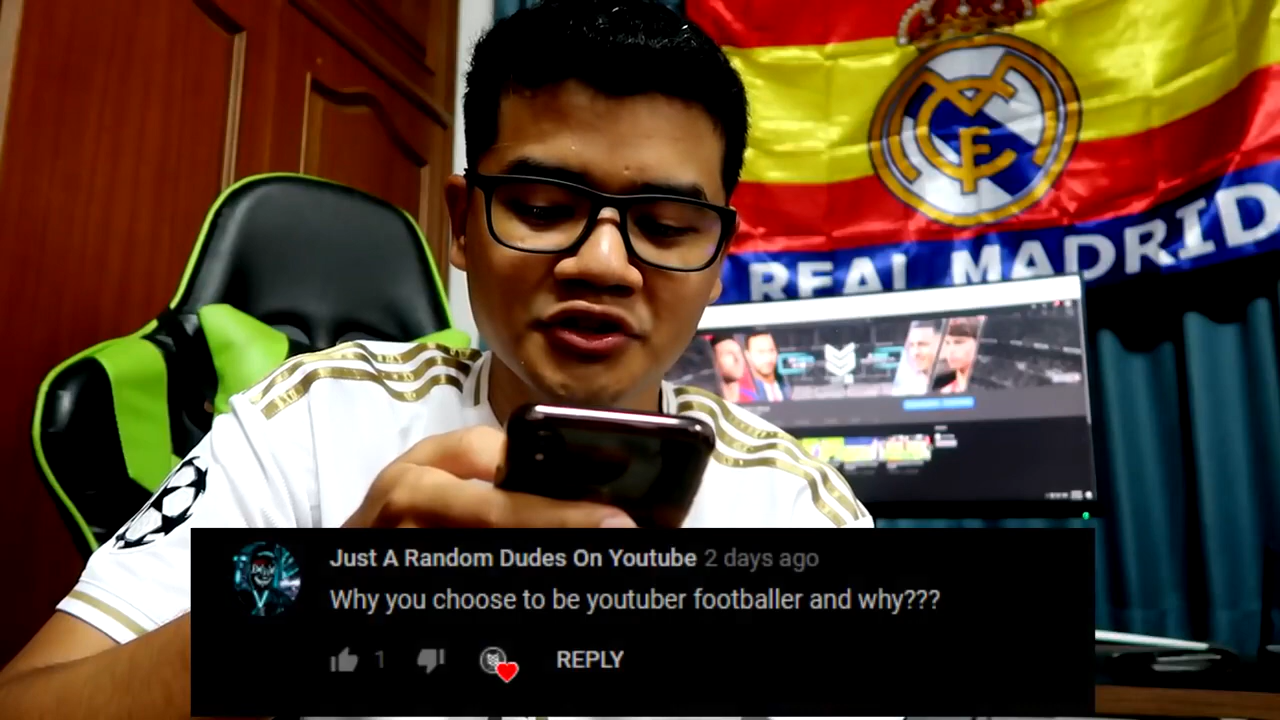 REAL MADRID
Just A Random Dudes On Youtube 2 days ago
Why you choose to be youtuber footballer and why???
1
REPLY